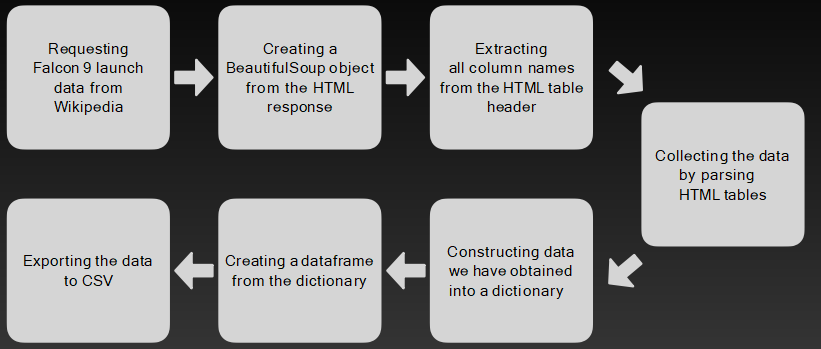 Requesting
Falcon 9 launch
data from
Wikipedia
Creating a
BeautifulSoup object
from the HTML
response
Extracting
all column names
from the HTML table
header
Collecting the data
by parsing
HTML tables
Constructing data
we have obtained
into a dictionary
Creating a dataframe
from the dictionary
Exporting the data
to CSV